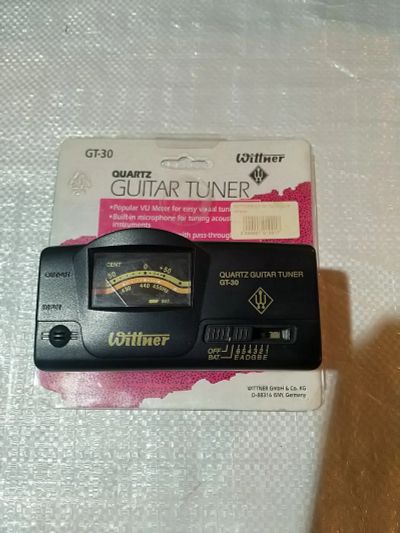 GT-30
Wittner
QUARTZ
GUITAR TUNER
• Popular VU Meter for easy visual
• Built-in microphone for tuning
instruments
with pass-through
CENT
50 0 +50
430 440 450Hz
QUARTZ GUITAR TUNER
GT-30
Wittner
OFF
BAT. E A D G B E
WITTNER GmbH & Co. KG
D-88316 ISNY, Germany